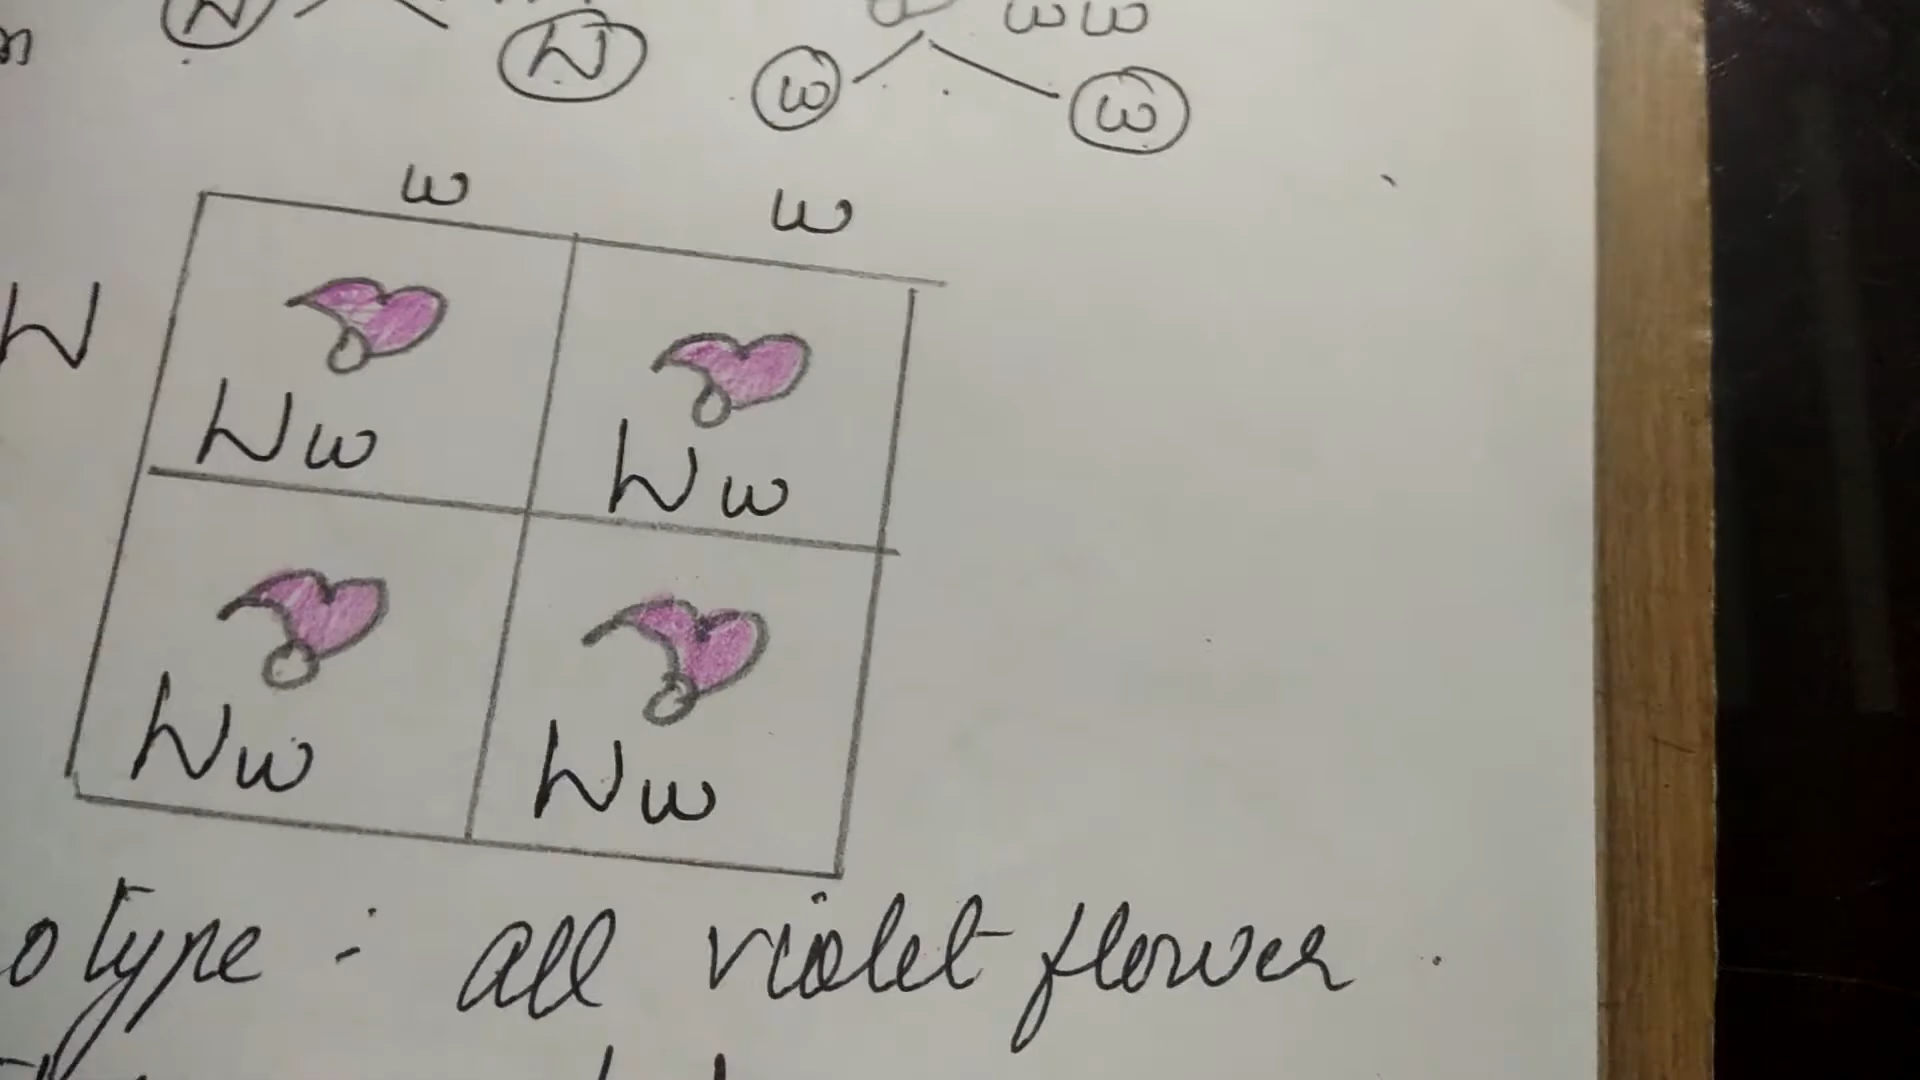 W ww
W w w
w w
W
Ww Ww
Ww Ww
otype : all violet flower.